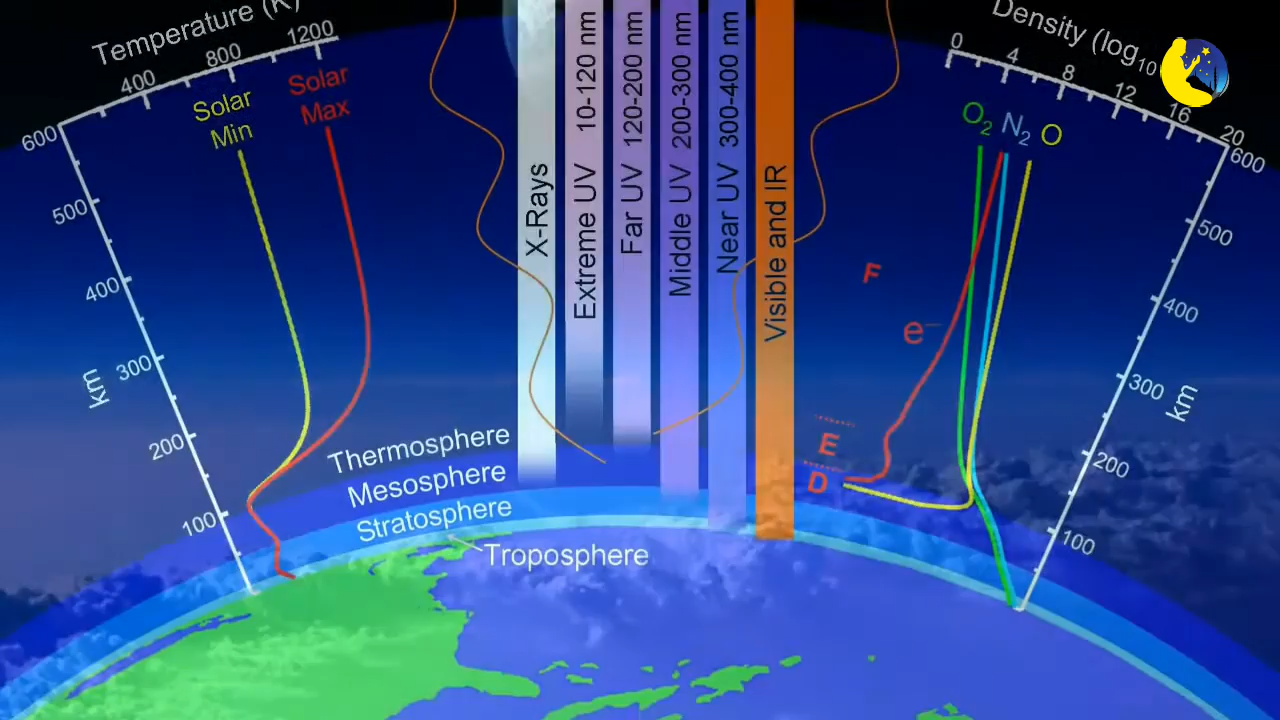 Temperature (K)
400
800
1200
600
500
400
300
200
100
km
Solar
Min
Solar
Max
Thermosphere
Mesosphere
Stratosphere
Troposphere
X-Rays
Extreme UV 10-120 nm
Far UV 120-200 nm
Middle UV 200-300 nm
Near UV 300-400 nm
Visible and IR
Density (log10
0
4
8
12
16
20
O2
N2
O
F
e−
E
D
600
500
400
300
200
100
km